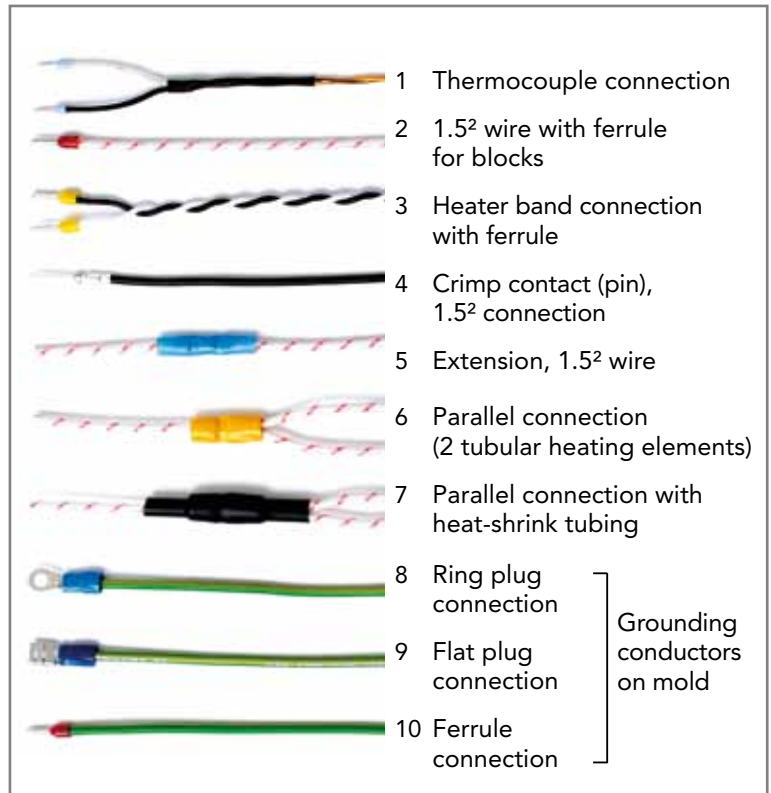 1 Thermocouple connection
2 1.5² wire with ferrule
for blocks
3 Heater band connection
with ferrule
4 Crimp contact (pin),
1.5² connection
5 Extension, 1.5² wire
6 Parallel connection
(2 tubular heating elements)
7 Parallel connection with
heat-shrink tubing
8 Ring plug
connection
9 Flat plug
connection
10 Ferrule
connection
Grounding
conductors
on mold